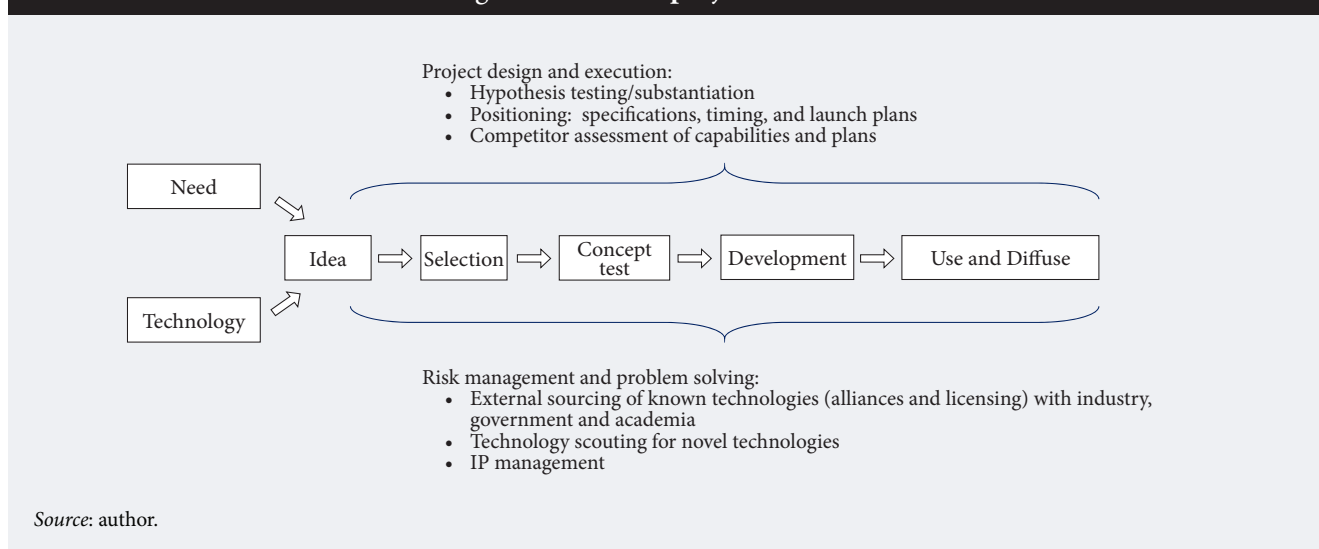 Project design and execution:
• Hypothesis testing/substantiation
• Positioning: specifications, timing, and launch plans
• Competitor assessment of capabilities and plans
Need
Idea
Selection
Concept
test
Development
Use and Diffuse
Technology
Risk management and problem solving:
• External sourcing of known technologies (alliances and licensing) with industry,
government and academia
• Technology scouting for novel technologies
• IP management
Source: author.